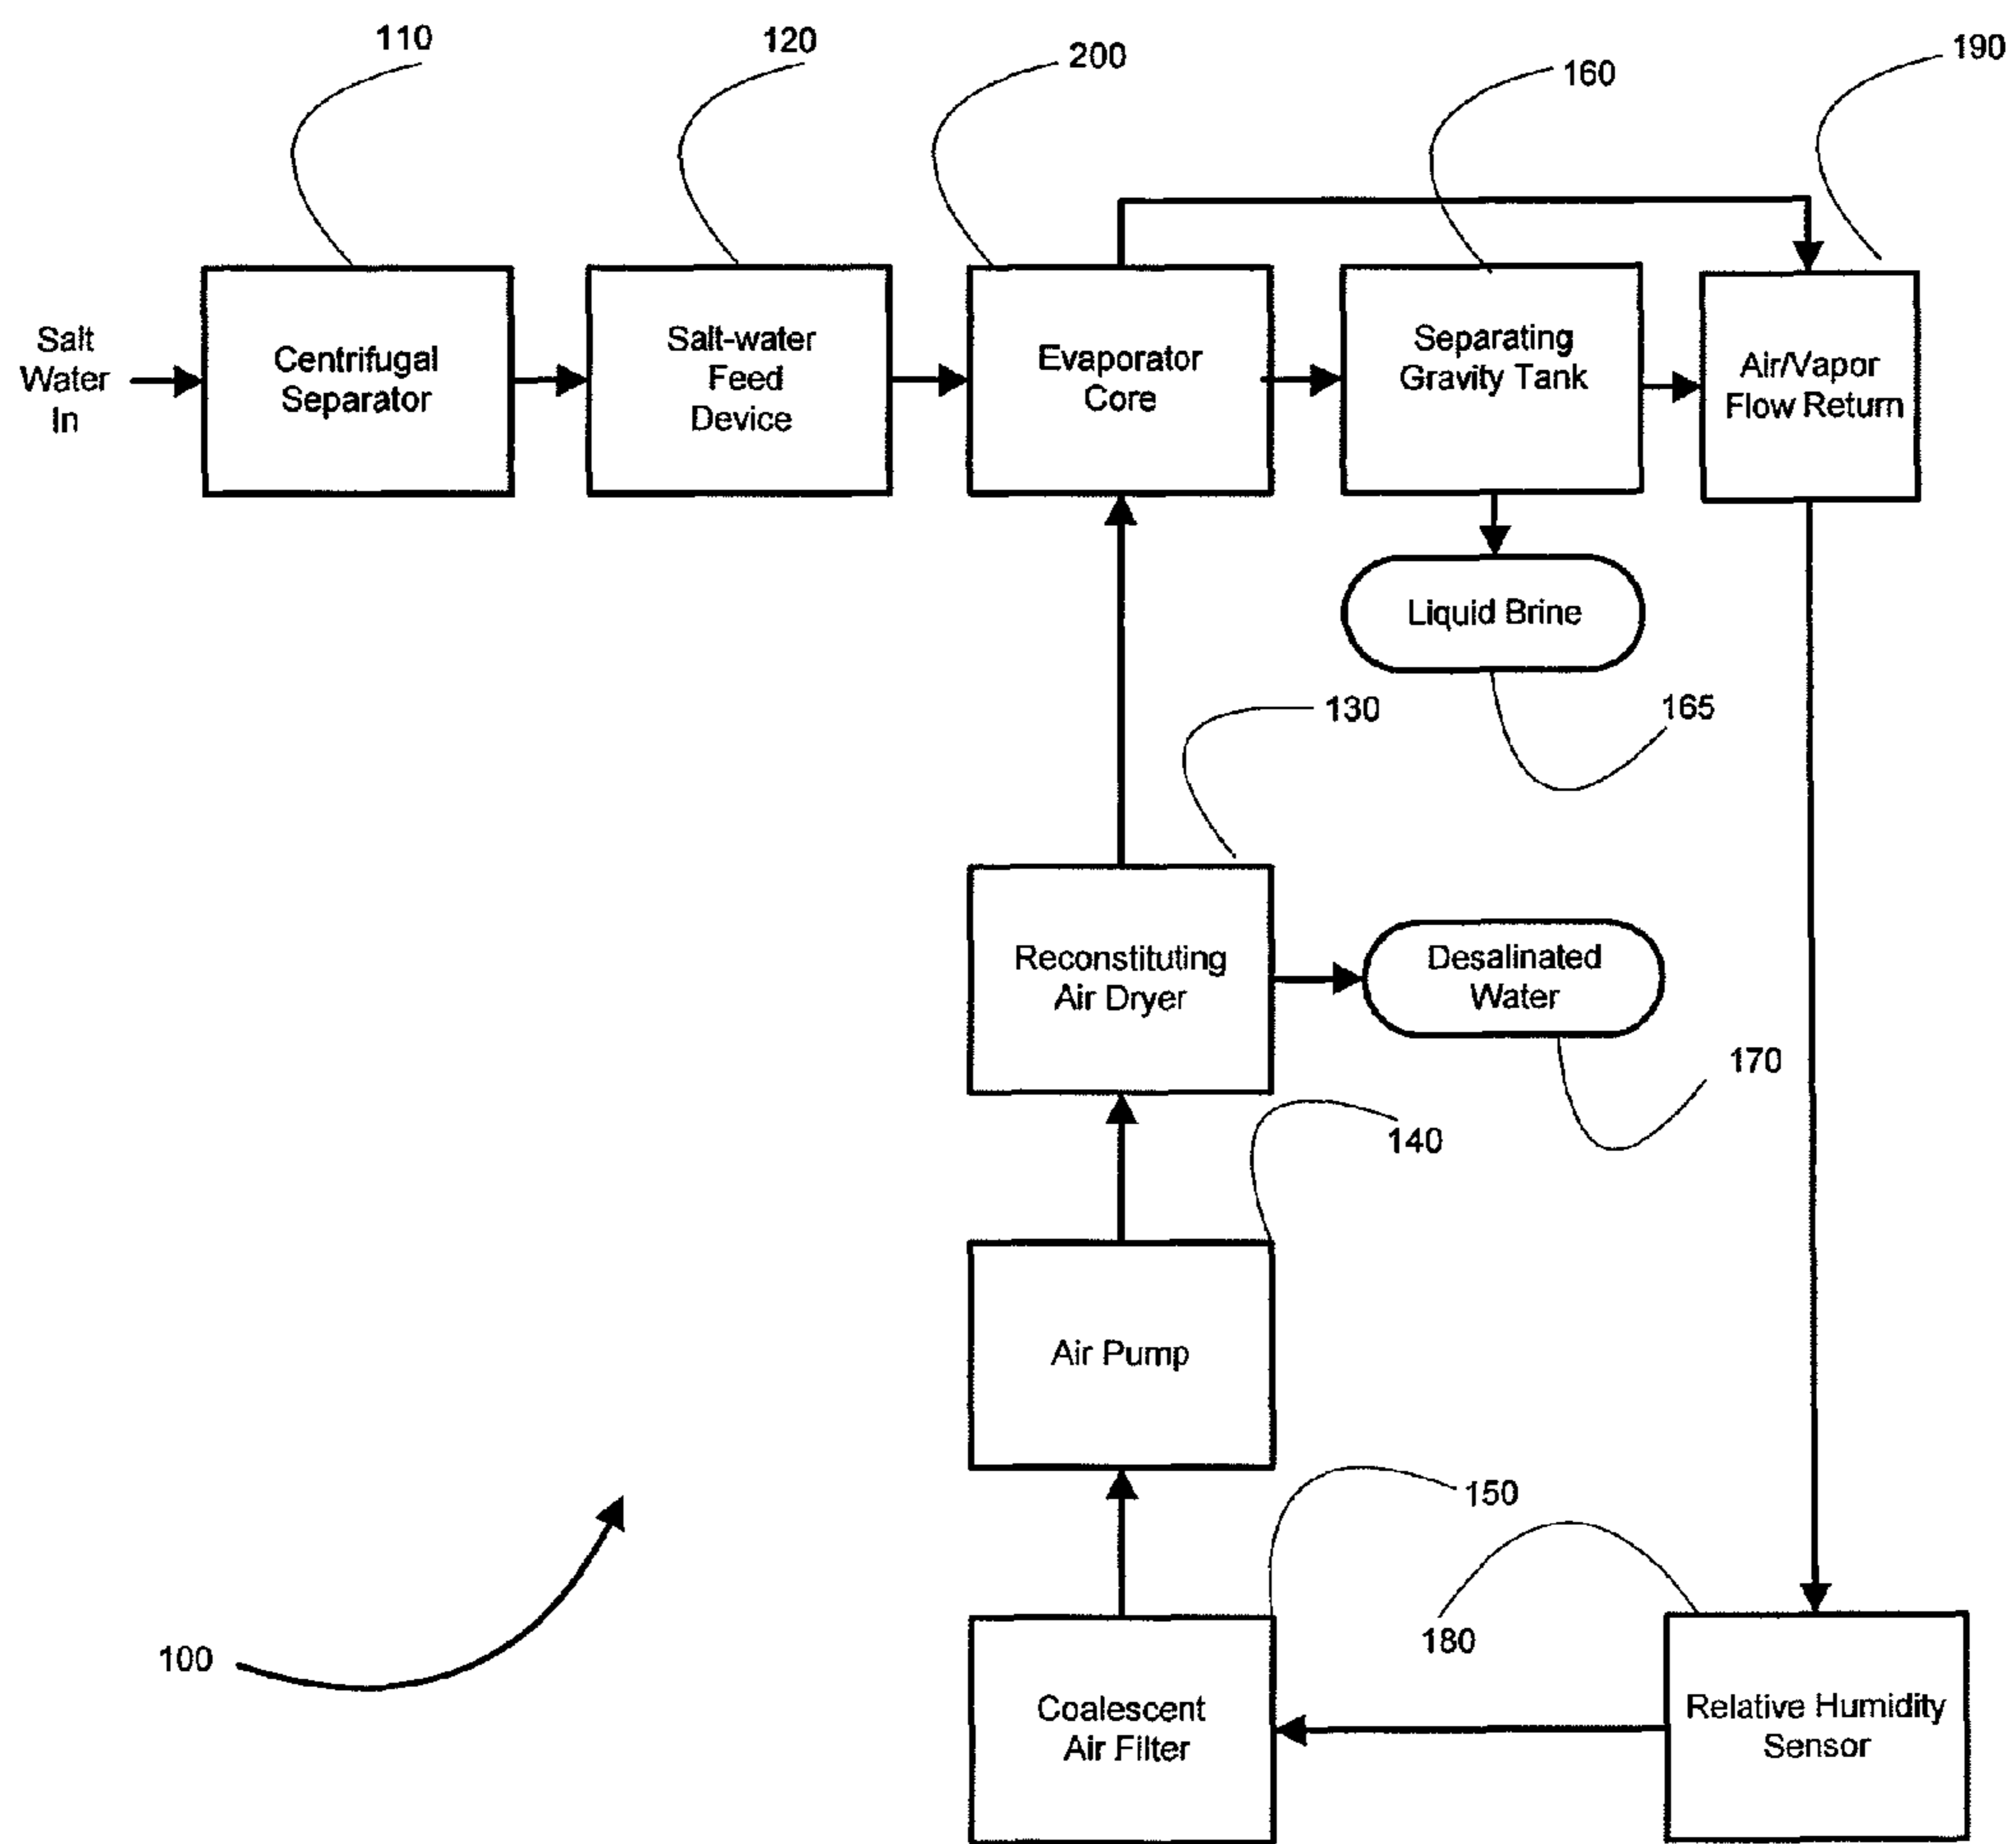 110
120
200
160
190
Salt
Water
In
Centrifugal
Separator
Salt-water
Feed
Device
Evaporator
Core
Separating
Gravity Tank
Air/Vapor
Flow Return
Liquid Brine
130
165
Reconstituting
Air Dryer
Desalinated
Water
170
140
Air Pump
150
180
100
Coalescent
Air Filter
Relative Humidity
Sensor